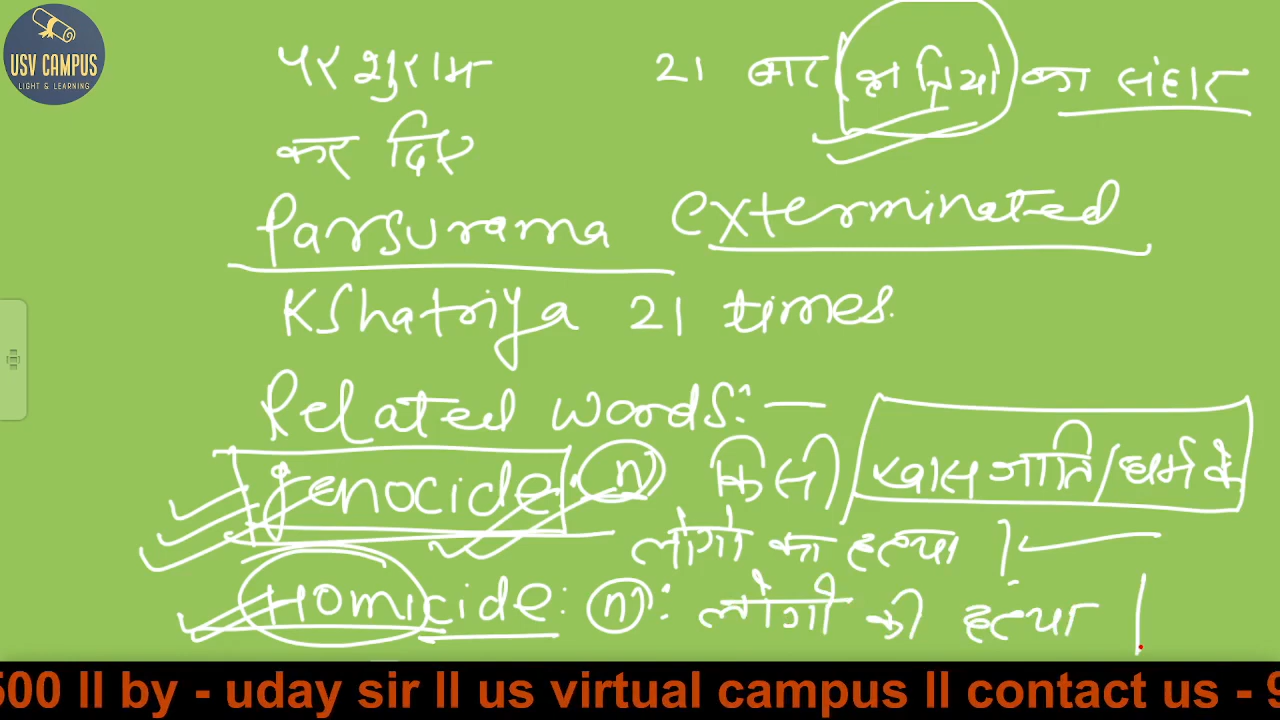 USV CAMPUS
LIGHT & LEARNING
परशुराम 21 बार क्षत्रियो का संहार
कर दिए
Parsurama exterminated
Kshatriya 21 times.
Related words:-
Genocide: (n) किसी खास जाति/धर्म के
लोगो का हत्या ।
Homicide: (n): लोगो की हत्या |
500 ll by - uday sir ll us virtual campus ll contact us - 9